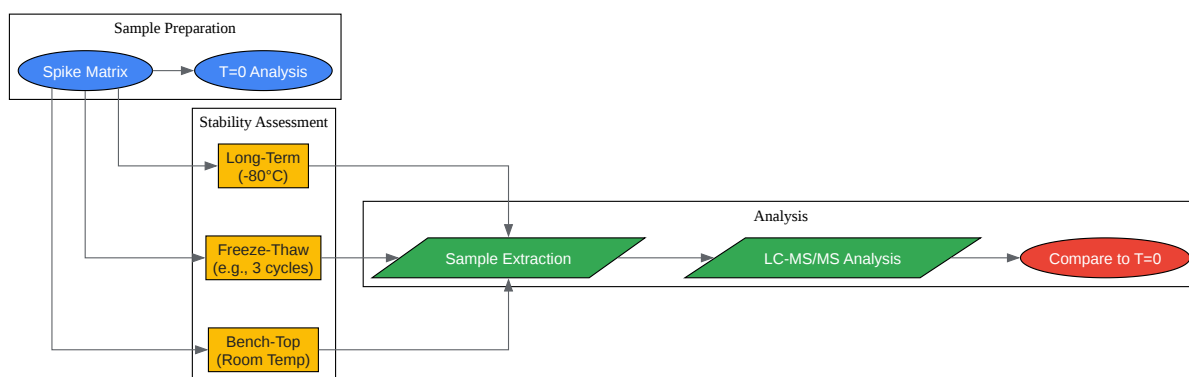 Sample Preparation
Spike Matrix
T=0 Analysis
Stability Assessment
Long-Term
(-80°C)
Freeze-Thaw
(e.g., 3 cycles)
Bench-Top
(Room Temp)
Analysis
Sample Extraction
LC-MS/MS Analysis
Compare to T=0